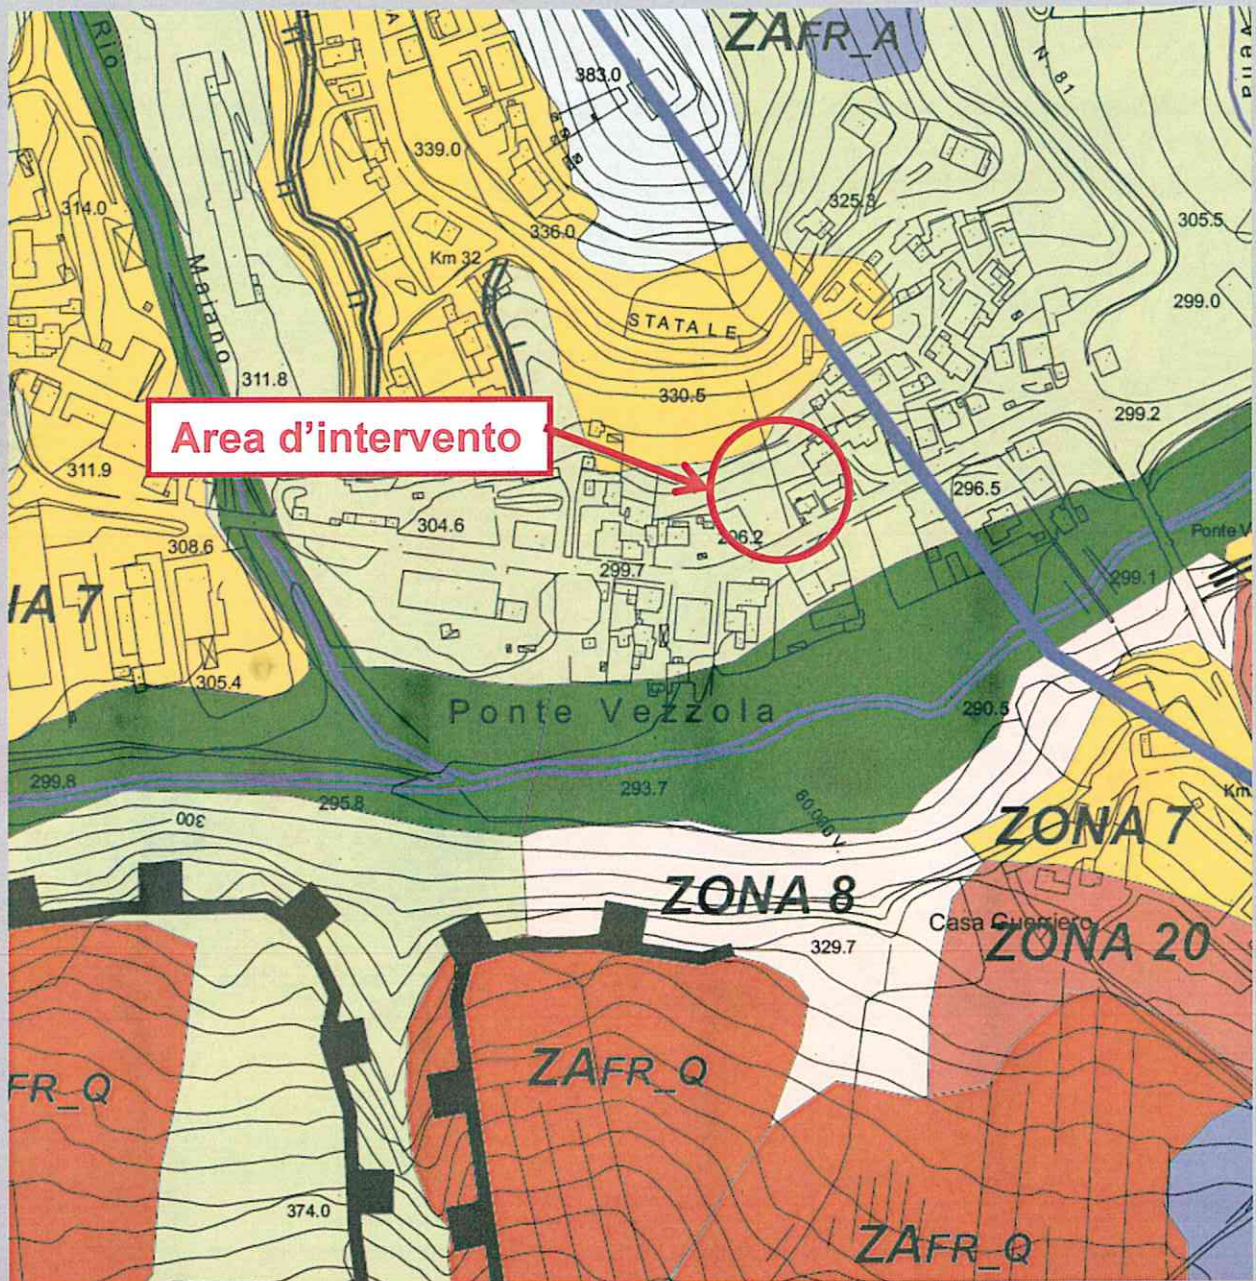 Rio
ZAFR_A
N. 81
383.0
339.0
314.0
325.3
305.5
336.0
Km 32
Maiano
299.0
STATALE
311.8
330.5
299.2
Area d'intervento
311.9
296.5
304.6
296.2
308.6
299.7
Ponte V
299.1
IA 7
305.4
Ponte Vezzola
290.5
299.8
293.7
295.8
Km
300
ZONA 7
ZONA 8
Casa Guerriero
329.7
ZONA 20
ZAFR_Q
FR_Q
374.0
ZAFR_Q